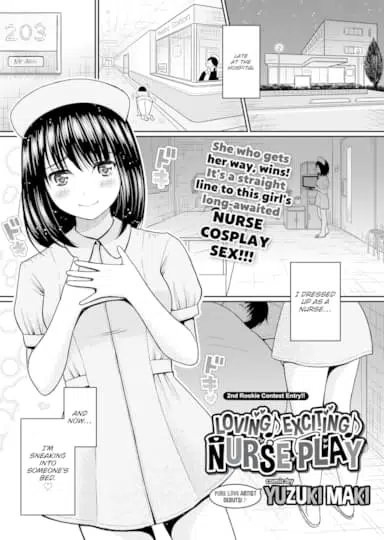 203
Nurse Station
LATE
AT THE
HOSPITAL
She who gets
her way, wins!
It's a straight
line to this girl's
long-awaited
NURSE
COSPLAY
SEX!!!
ドキ
ドキ
I DRESSED
UP AS A
NURSE...
AND
NOW...
I'M
SNEAKING
INTO
SOMEONE'S
BED.
♡
2nd Rookie Contest Entry!!
LOVING♪EXCITING♪
NURSE PLAY
comic by
YUZUKI MAKI
PURE LOVE ARTIST
DEBUTS!